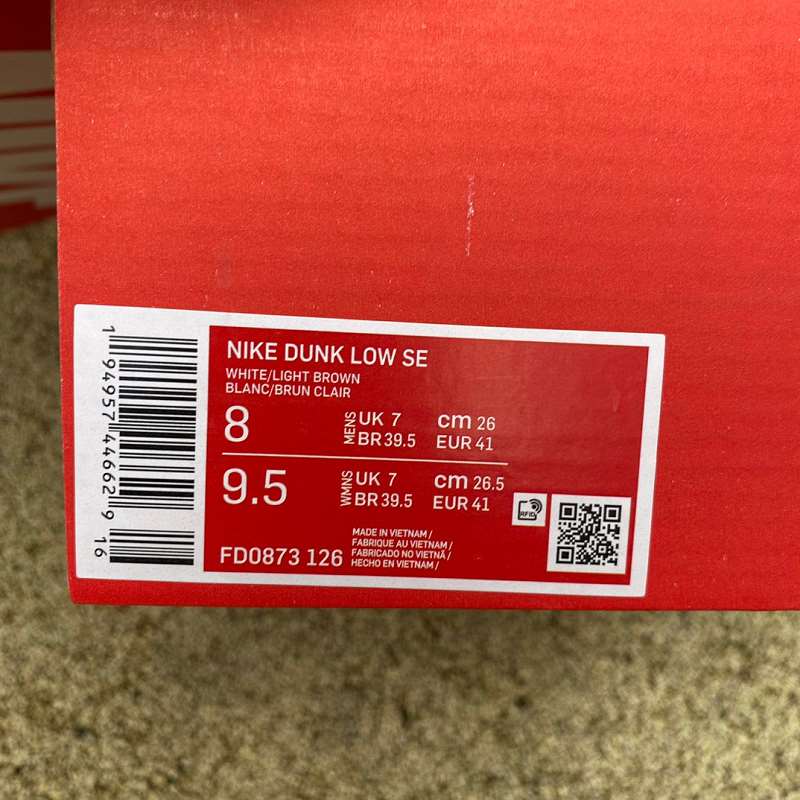 NIKE DUNK LOW SE
WHITE/LIGHT BROWN
BLANC/BRUN CLAIR
8 MENS UK 7 cm 26
BR 39.5 EUR 41
9.5 WMNS UK 7 cm 26.5
BR 39.5 EUR 41
RFID
FD0873 126
MADE IN VIETNAM /
FABRIQUE AU VIETNAM /
FABRICADO NO VIETNÃ /
HECHO EN VIETNAM /
1 94957 44662 9 16